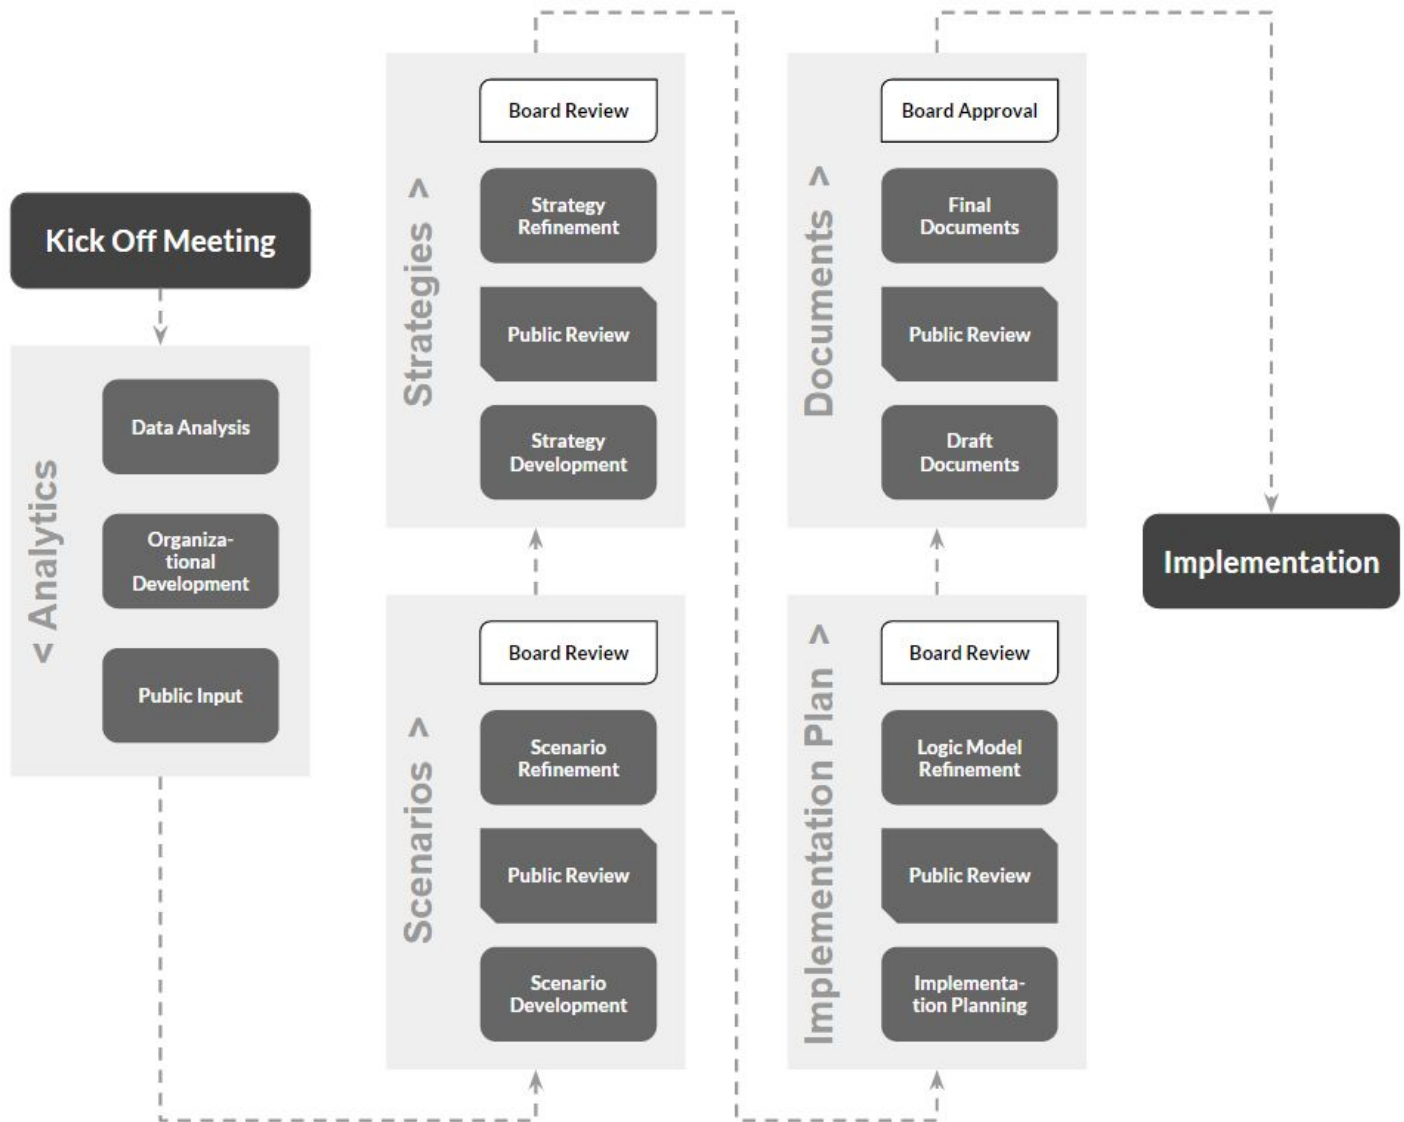 Kick Off Meeting
< Analytics
Data Analysis
Organiza-
tional
Development
Public Input
Scenarios >
Board Review
Scenario
Refinement
Public Review
Scenario
Development
Strategies >
Board Review
Strategy
Refinement
Public Review
Strategy
Development
Implementation Plan >
Board Review
Logic Model
Refinement
Public Review
Implementa-
tion Planning
Documents >
Board Approval
Final
Documents
Public Review
Draft
Documents
Implementation